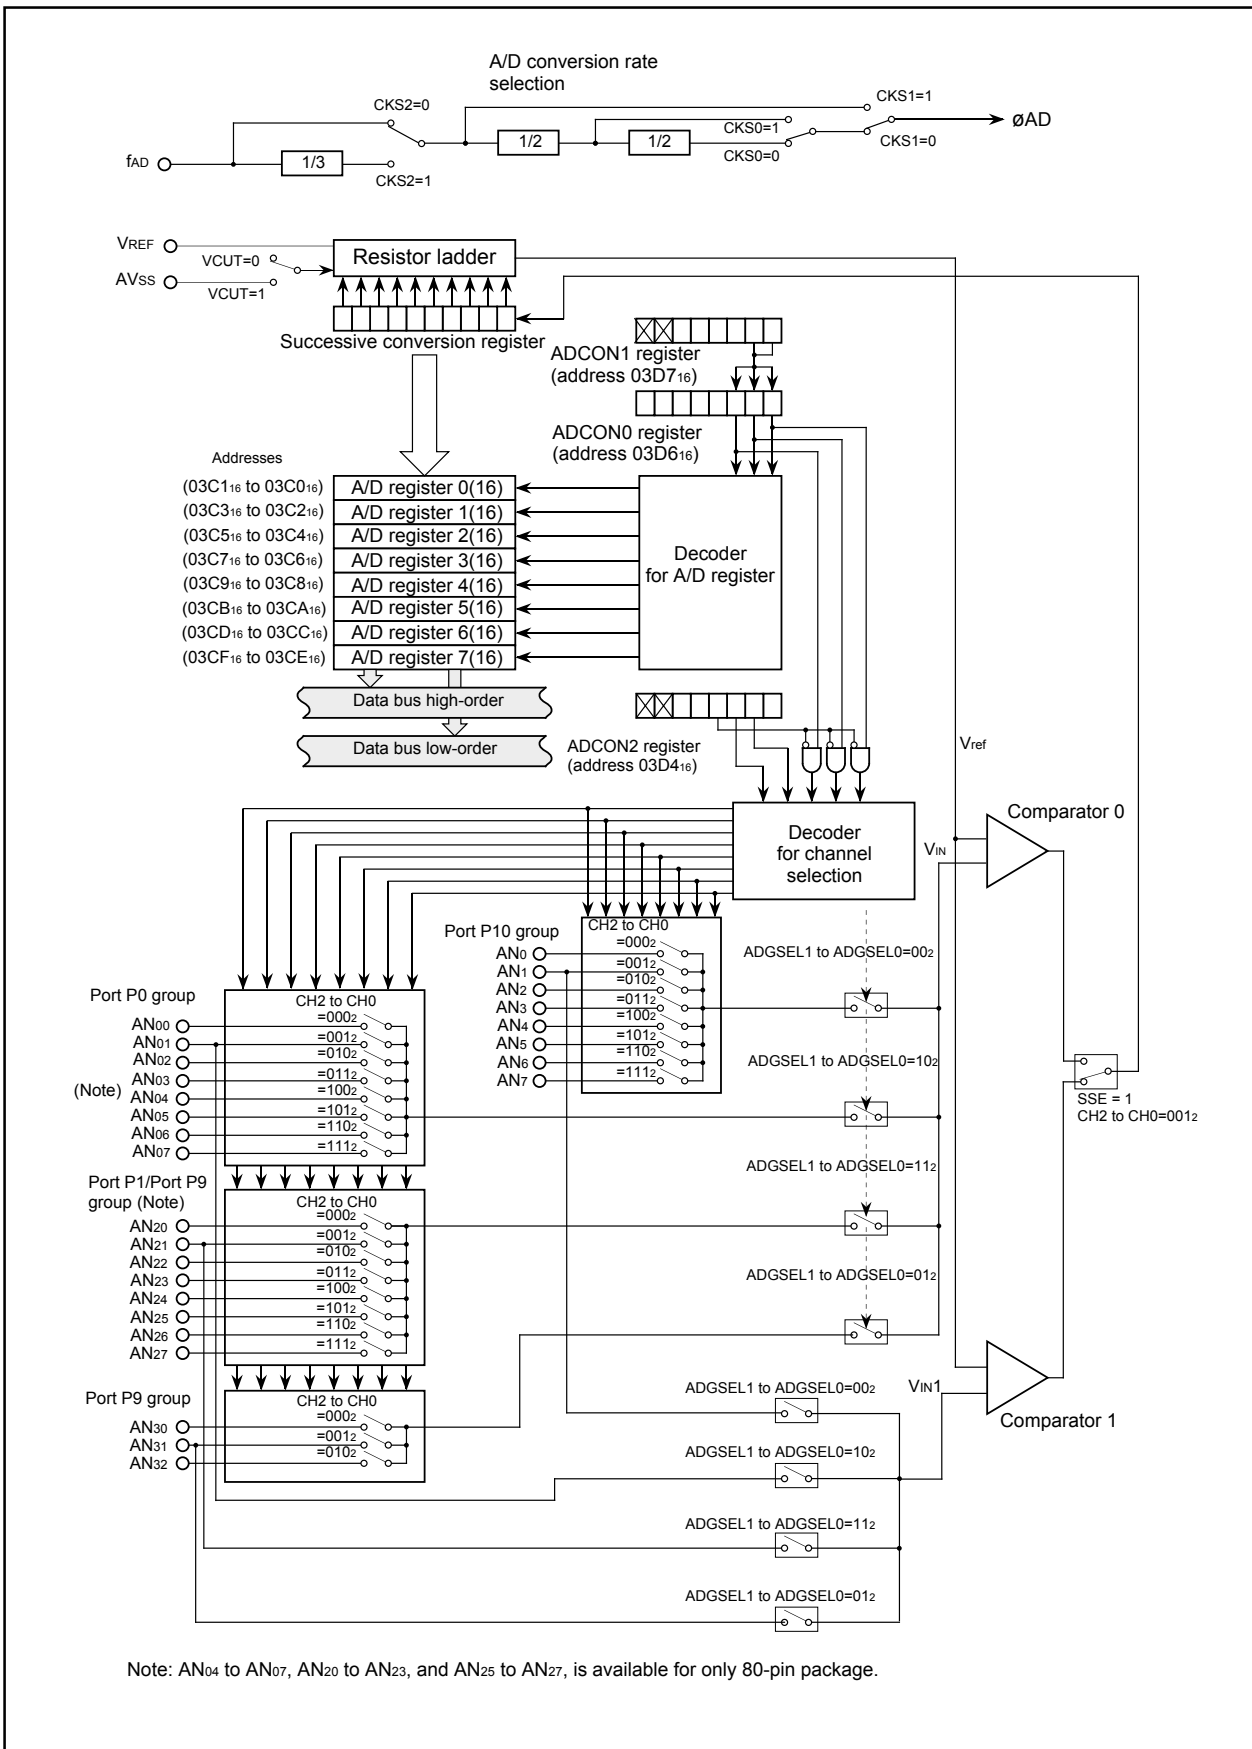 A/D conversion rate
selection
CKS2=0
CKS1=1
CKS0=1
øAD
fAD
1/3
1/2
1/2
CKS0=0
CKS1=0
CKS2=1
VREF
VCUT=0
Resistor ladder
AVSS
VCUT=1
Successive conversion register
ADCON1 register
(address 03D716)
ADCON0 register
(address 03D616)
Addresses
(03C116 to 03C016)
A/D register 0(16)
(03C316 to 03C216)
A/D register 1(16)
(03C516 to 03C416)
A/D register 2(16)
(03C716 to 03C616)
A/D register 3(16)
(03C916 to 03C816)
A/D register 4(16)
(03CB16 to 03CA16)
A/D register 5(16)
(03CD16 to 03CC16)
A/D register 6(16)
(03CF16 to 03CE16)
A/D register 7(16)
Decoder
for A/D register
Data bus high-order
Data bus low-order
ADCON2 register
(address 03D416)
Vref
Decoder
for channel
selection
Comparator 0
VIN
Port P10 group
CH2 to CH0
AN0
=0002
AN1
=0012
AN2
=0102
AN3
=0112
AN4
=1002
AN5
=1012
AN6
=1102
AN7
=1112
ADGSEL1 to ADGSEL0=002
ADGSEL1 to ADGSEL0=102
ADGSEL1 to ADGSEL0=112
ADGSEL1 to ADGSEL0=012
SSE = 1
CH2 to CH0=0012
Port P0 group
CH2 to CH0
AN00
=0002
AN01
=0012
AN02
=0102
AN03
=0112
(Note)
AN04
=1002
AN05
=1012
AN06
=1102
AN07
=1112
Port P1/Port P9
group (Note)
CH2 to CH0
AN20
=0002
AN21
=0012
AN22
=0102
AN23
=0112
AN24
=1002
AN25
=1012
AN26
=1102
AN27
=1112
Port P9 group
CH2 to CH0
AN30
=0002
AN31
=0012
AN32
=0102
VIN1
Comparator 1
ADGSEL1 to ADGSEL0=002
ADGSEL1 to ADGSEL0=102
ADGSEL1 to ADGSEL0=112
ADGSEL1 to ADGSEL0=012
Note: AN04 to AN07, AN20 to AN23, and AN25 to AN27, is available for only 80-pin package.